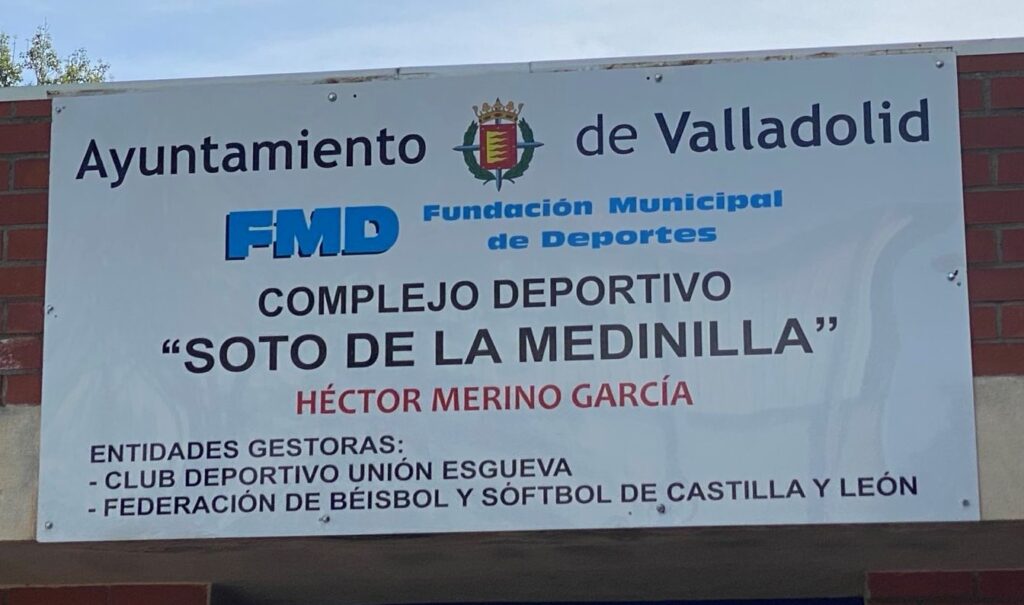 Ayuntamiento de Valladolid
FMD Fundación Municipal
de Deportes
COMPLEJO DEPORTIVO
“SOTO DE LA MEDINILLA”
HÉCTOR MERINO GARCÍA
ENTIDADES GESTORAS:
- CLUB DEPORTIVO UNIÓN ESGUEVA
- FEDERACIÓN DE BÉISBOL Y SÓFTBOL DE CASTILLA Y LEÓN